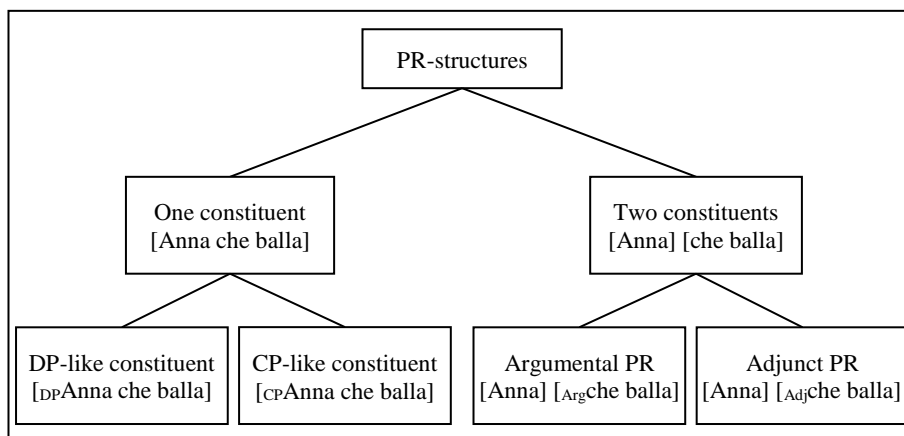 PR-structures
One constituent
[Anna che balla]
Two constituents
[Anna] [che balla]
DP-like constituent
[DPAnna che balla]
CP-like constituent
[CPAnna che balla]
Argumental PR
[Anna] [Argche balla]
Adjunct PR
[Anna] [Adjche balla]